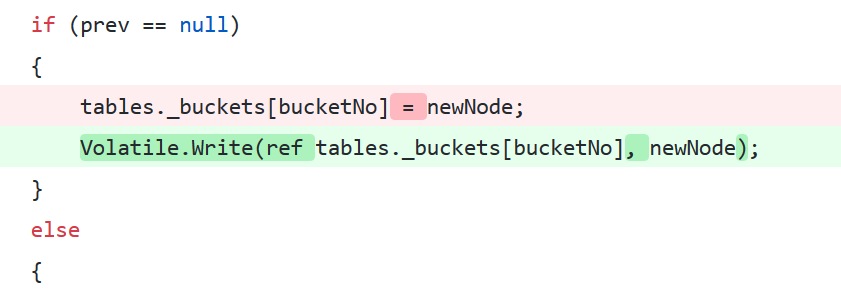 if (prev == null)
{
    tables._buckets[bucketNo] = newNode;
    Volatile.Write(ref tables._buckets[bucketNo], newNode);
}
else
{